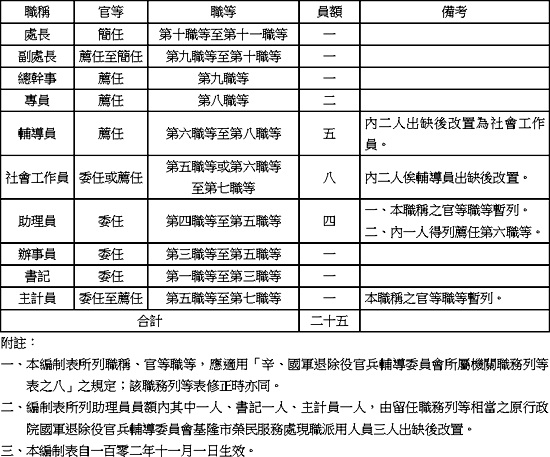 職稱 官等 職等 員額 備考
處長 簡任 第十職等至第十一職等 一
副處長 薦任至簡任 第九職等至第十職等 一
總幹事 薦任 第九職等 一
專員 薦任 第八職等 二
輔導員 薦任 第六職等至第八職等 五 內二人出缺後改置為社會工作
員。
社會工作員 委任或薦任 第五職等或第六職等
至第七職等 八 內二人俟輔導員出缺後改置。
助理員 委任 第四職等至第五職等 四 一、本職稱之官等職等暫列。
二、內一人得列薦任第六職等。
辦事員 委任 第三職等至第五職等 一
書記 委任 第一職等至第三職等 一
主計員 委任至薦任 第五職等至第七職等 一 本職稱之官等職等暫列。
合計 二十五
附註：
一、本編制表所列職稱、官等職等，應適用「辛、國軍退除役官兵輔導委員會所屬機關職務列等
表之八」之規定；該職務列等表修正時亦同。
二、編制表所列助理員員額內其中一人、書記一人、主計員一人，由留任職務列等相當之原行政
院國軍退除役官兵輔導委員會基隆市榮民服務處現職派用人員三人出缺後改置。
三、本編制表自一百零二年十一月一日生效。